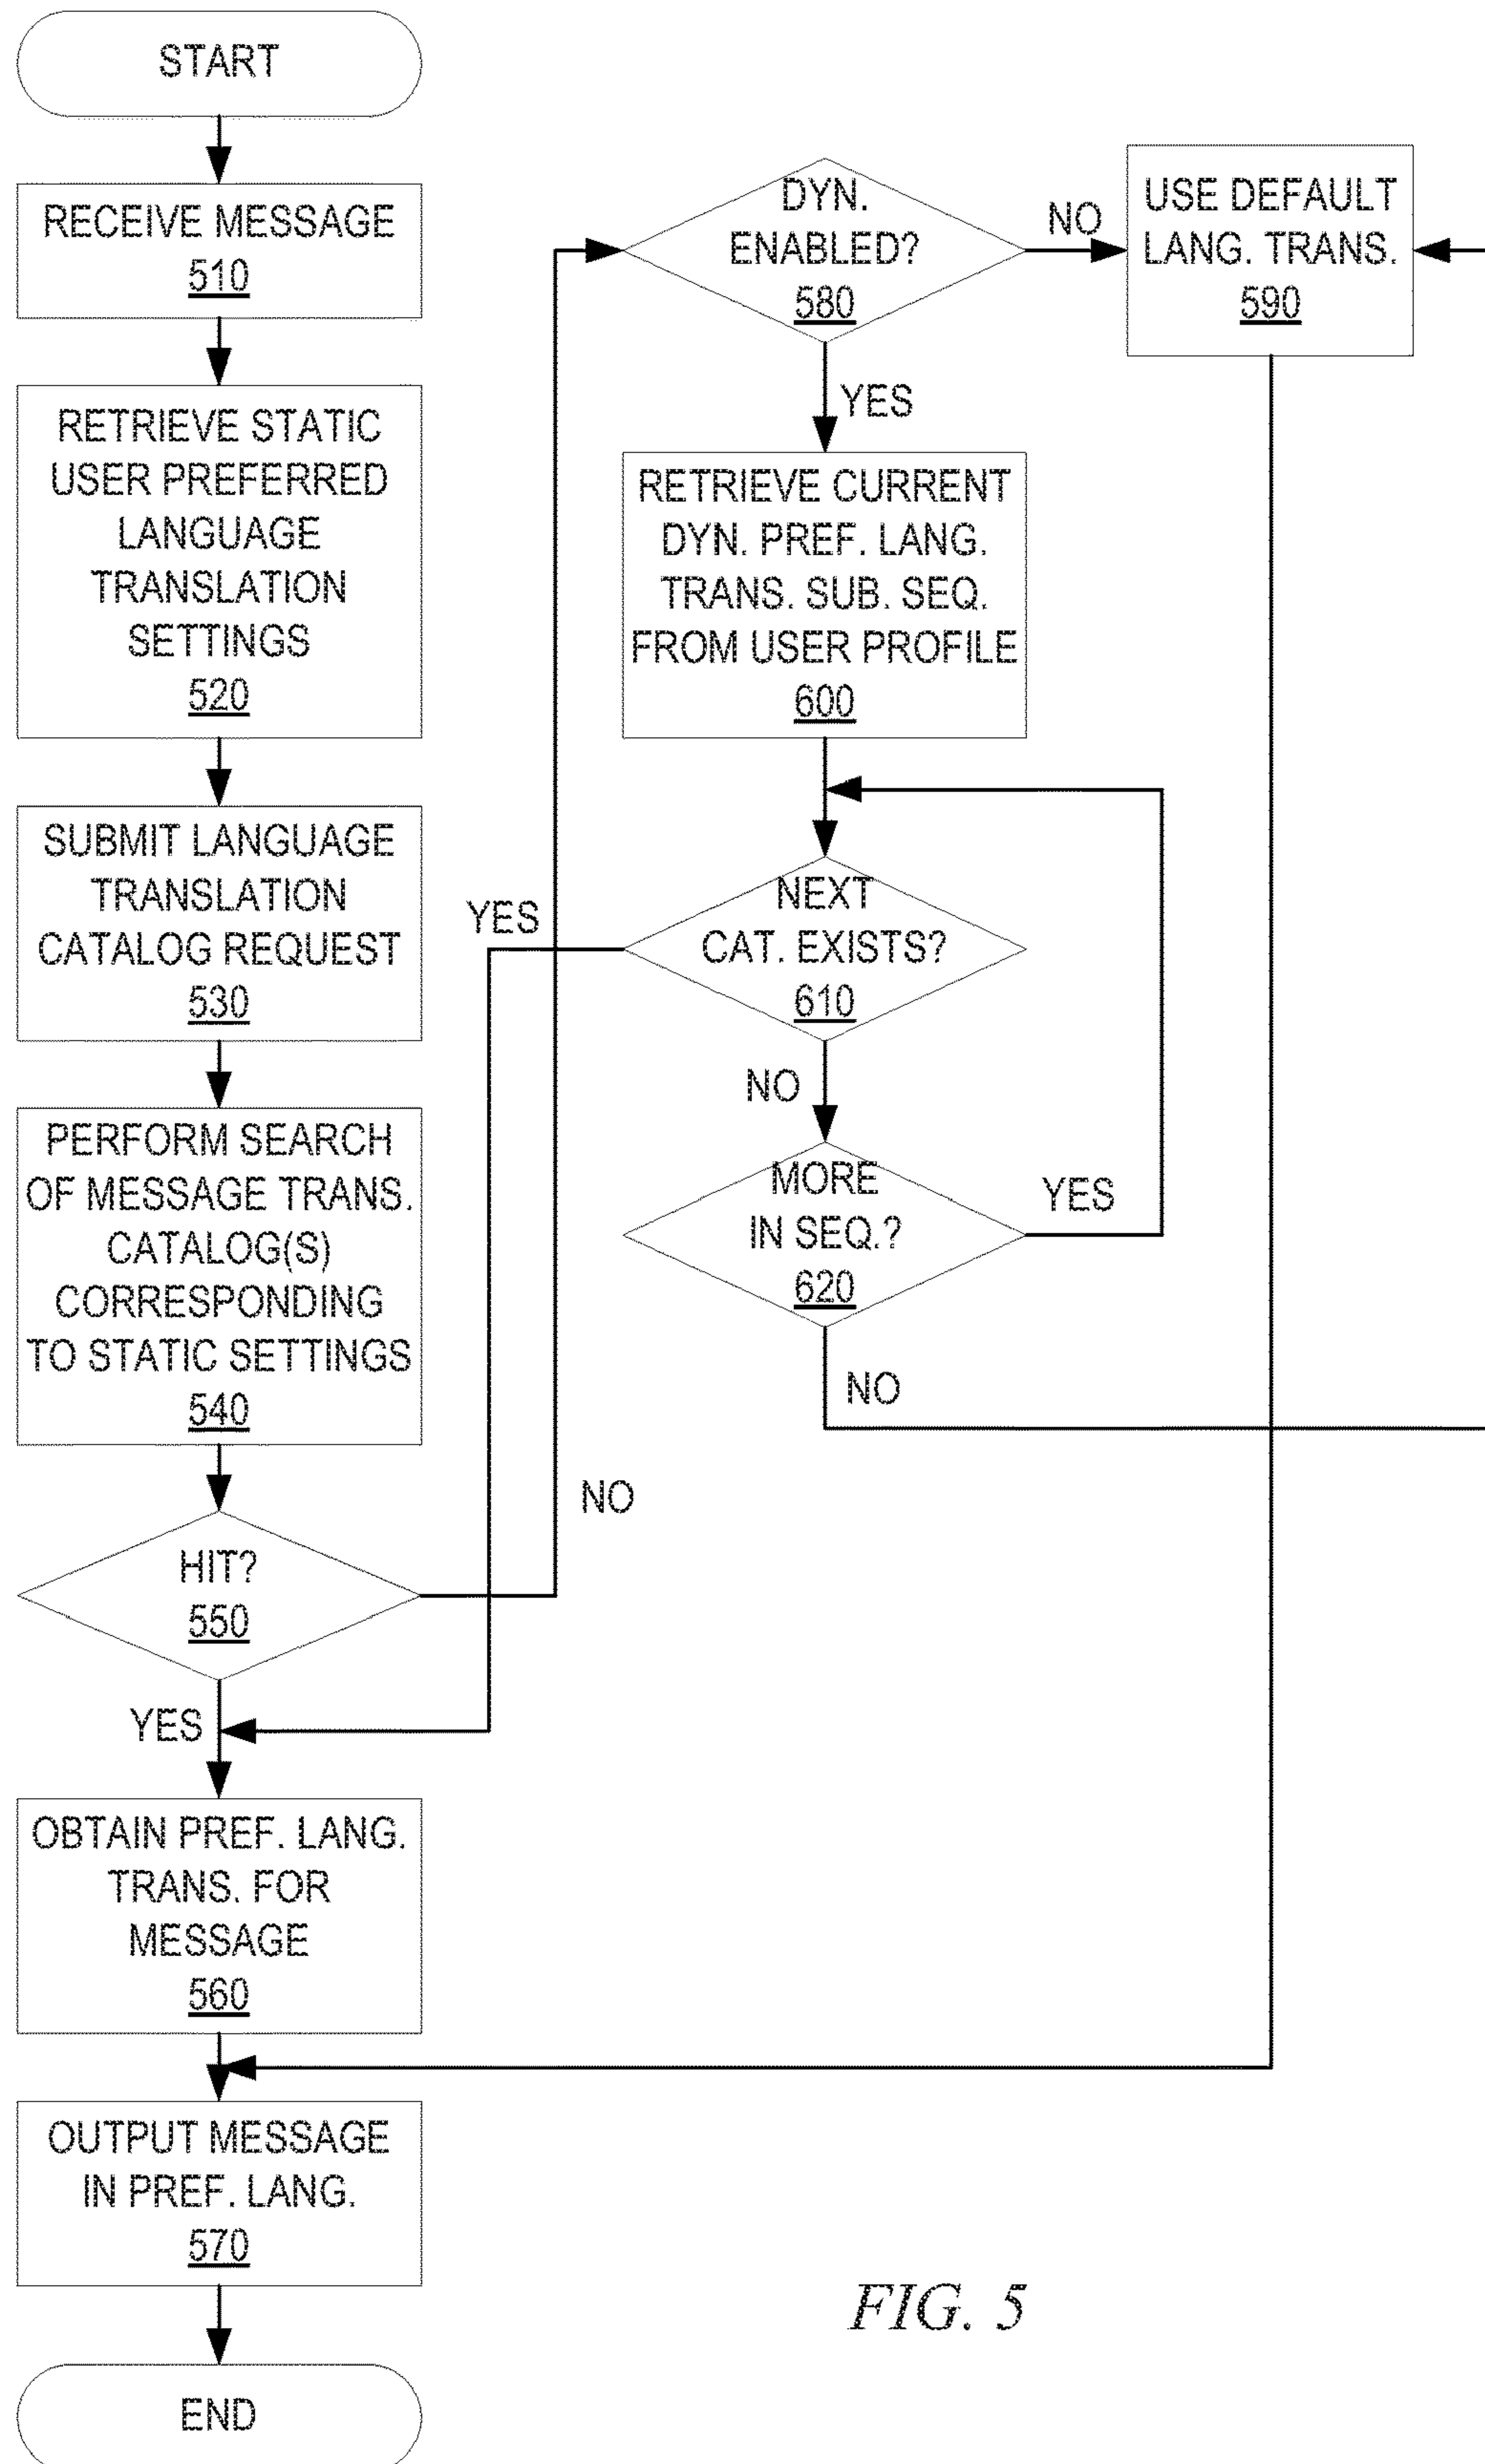 START
RECEIVE MESSAGE
510
RETRIEVE STATIC
USER PREFERRED
LANGUAGE
TRANSLATION
SETTINGS
520
SUBMIT LANGUAGE
TRANSLATION
CATALOG REQUEST
530
PERFORM SEARCH
OF MESSAGE TRANS.
CATALOG(S)
CORRESPONDING
TO STATIC SETTINGS
540
HIT?
550
NO
YES
OBTAIN PREF. LANG.
TRANS. FOR
MESSAGE
560
OUTPUT MESSAGE
IN PREF. LANG.
570
END
DYN.
ENABLED?
580
NO
YES
USE DEFAULT
LANG. TRANS.
590
RETRIEVE CURRENT
DYN. PREF. LANG.
TRANS. SUB. SEQ.
FROM USER PROFILE
600
NEXT
CAT. EXISTS?
610
YES
NO
MORE
IN SEQ.?
620
YES
NO
FIG. 5